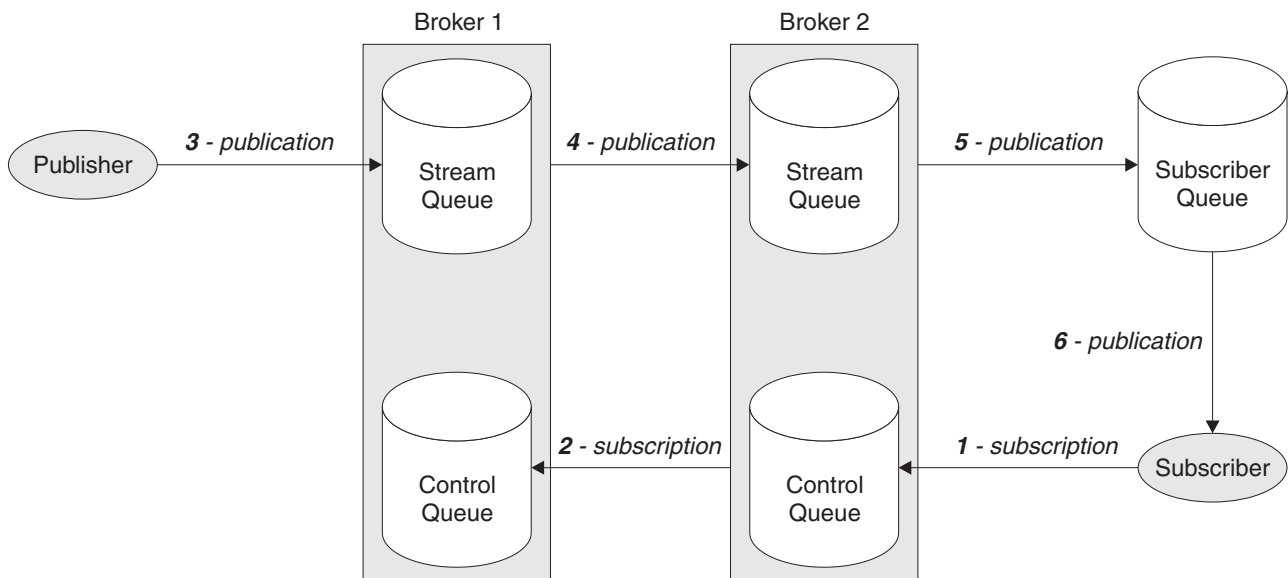 Broker 1
Broker 2
Publisher
3 - publication
Stream
Queue
4 - publication
Stream
Queue
5 - publication
Subscriber
Queue
6 - publication
Control
Queue
2 - subscription
Control
Queue
1 - subscription
Subscriber